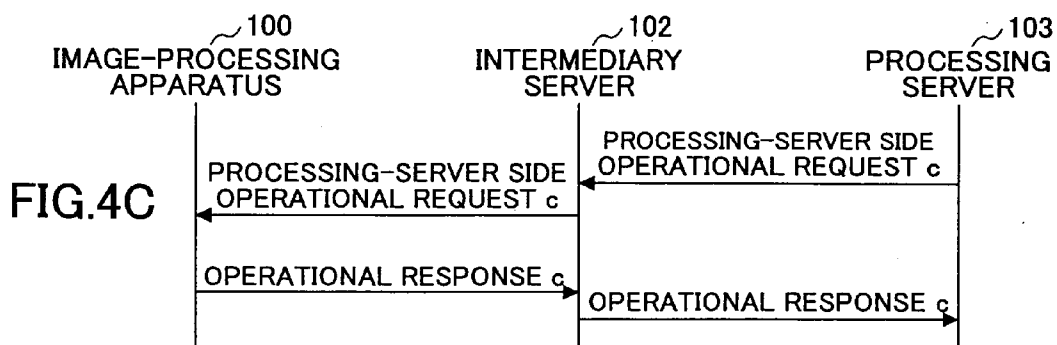 100
IMAGE-PROCESSING
APPARATUS
102
INTERMEDIARY
SERVER
103
PROCESSING
SERVER
PROCESSING-SERVER SIDE
OPERATIONAL REQUEST c
PROCESSING-SERVER SIDE
OPERATIONAL REQUEST c
FIG.4C
OPERATIONAL RESPONSE c
OPERATIONAL RESPONSE c